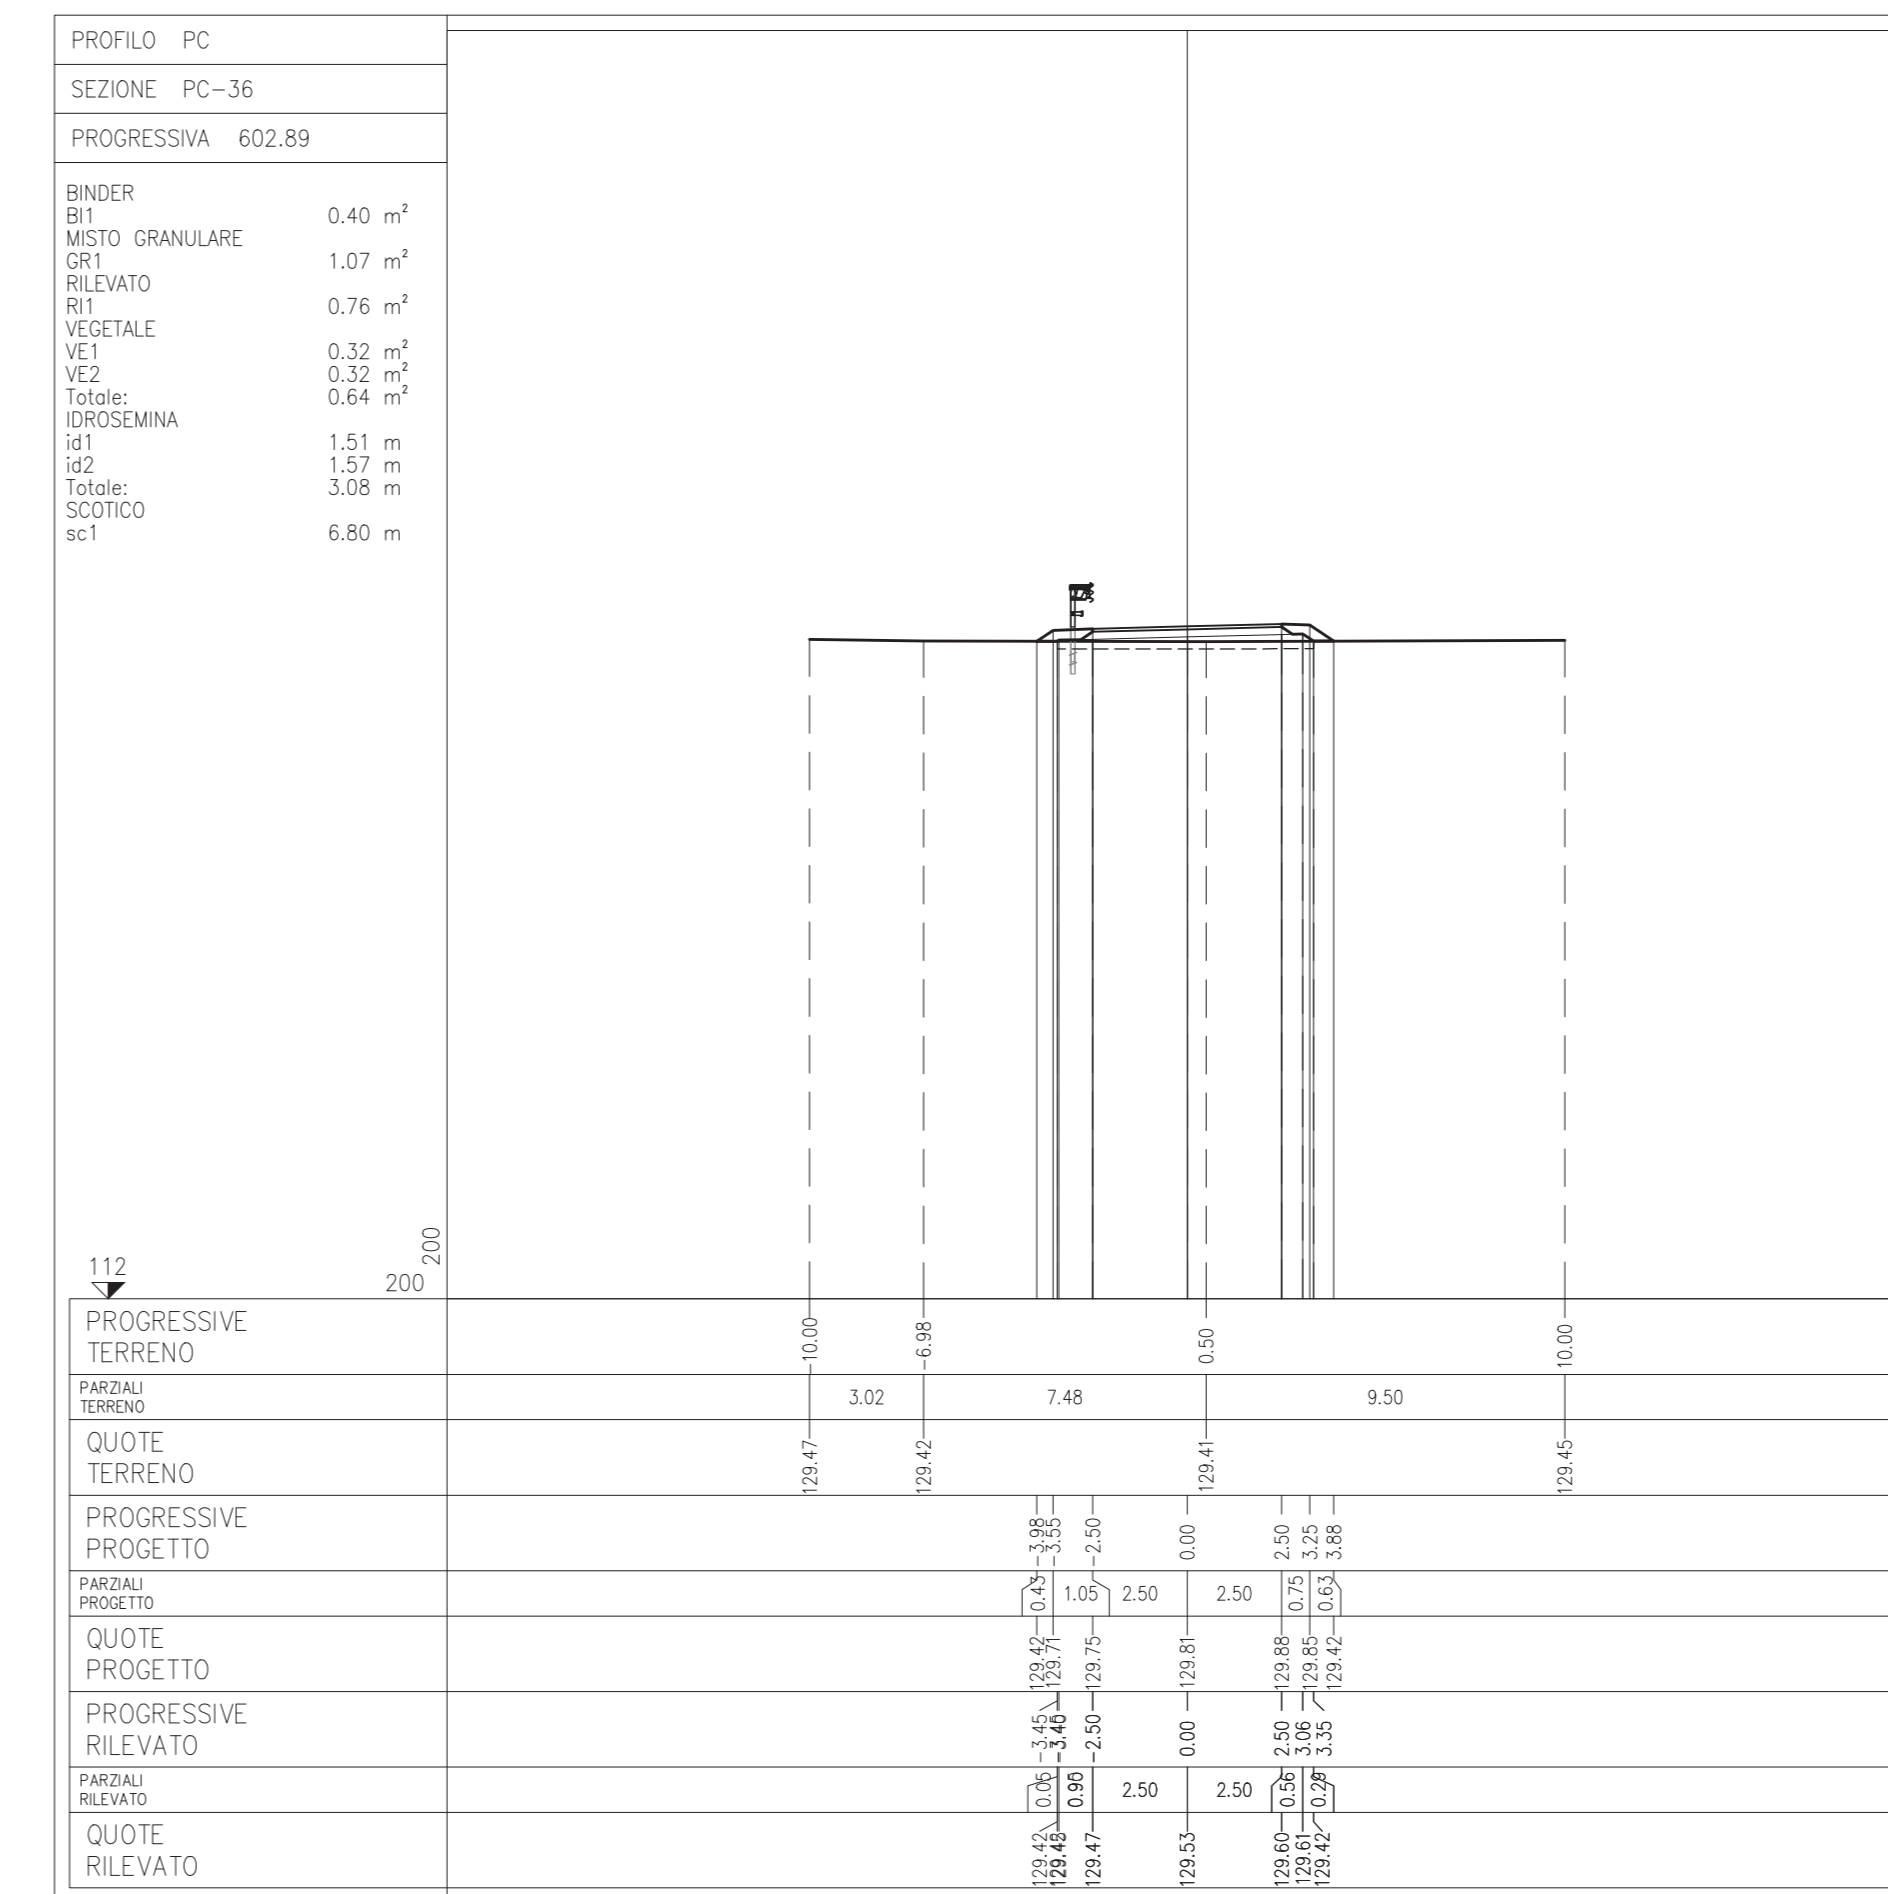 PROFILO PC
SEZIONE PC-36
PROGRESSIVA 602.89
BINDER
BI1 0.40 m²
MISTO GRANULARE
GR1 1.07 m²
RILEVATO
RI1 0.76 m²
VEGETALE
VE1 0.32 m²
VE2 0.32 m²
Totale: 0.64 m²
IDROSEMINA
id1 1.51 m
id2 1.57 m
Totale: 3.08 m
SCOTICO
sc1 6.80 m
200
112
200
PROGRESSIVE
TERRENO
-10.00 -6.98 0.50 10.00
PARZIALI
TERRENO
3.02 7.48 9.50
QUOTE
TERRENO
129.47 129.42 129.41 129.45
PROGRESSIVE
PROGETTO
-3.98 -3.55 -2.50 0.00 2.50 3.25 3.88
PARZIALI
PROGETTO
0.43 1.05 2.50 2.50 0.75 0.63
QUOTE
PROGETTO
129.42 129.71 129.75 129.81 129.88 129.85 129.42
PROGRESSIVE
RILEVATO
-3.45 -2.50 0.00 2.50 3.06 3.35
PARZIALI
RILEVATO
0.05 2.50 2.50 0.56 0.29
QUOTE
RILEVATO
129.42 129.47 129.53 129.60 129.61 129.42